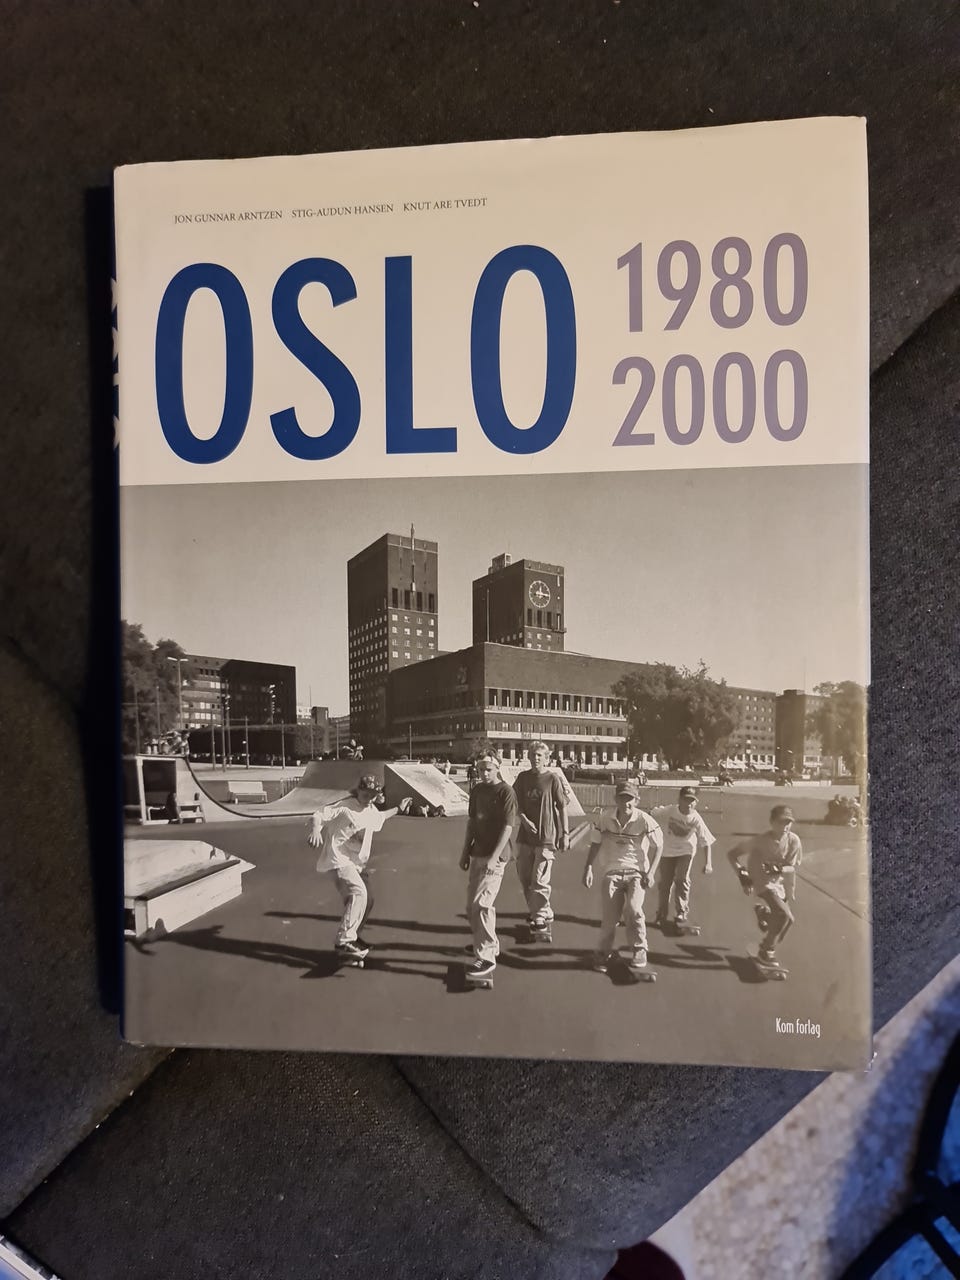 JON GUNNAR ARNTZEN STIG-AUDUN HANSEN KNUT ARE TVEDT
OSLO
1980
2000
Kom forlag